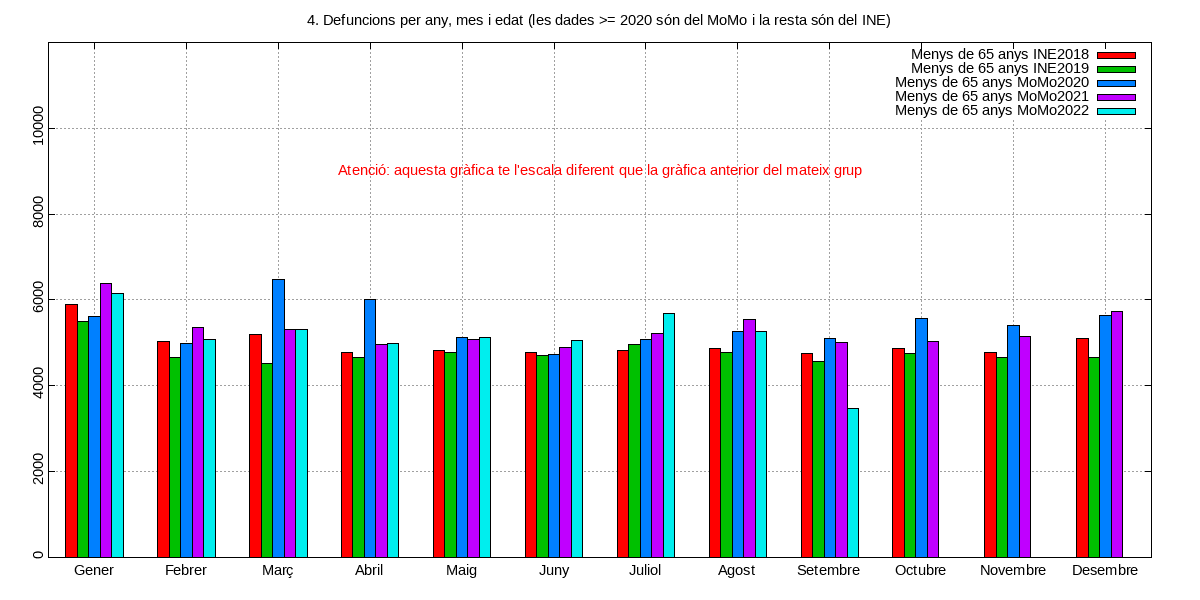 4. Defuncions per any, mes i edat (les dades >= 2020 són del MoMo i la resta són del INE)
Menys de 65 anys INE2018
Menys de 65 anys INE2019
Menys de 65 anys MoMo2020
Menys de 65 anys MoMo2021
Menys de 65 anys MoMo2022
Atenció: aquesta gràfica te l'escala diferent que la gràfica anterior del mateix grup
10000
8000
6000
4000
2000
0
Gener Febrer Març Abril Maig Juny Juliol Agost Setembre Octubre Novembre Desembre